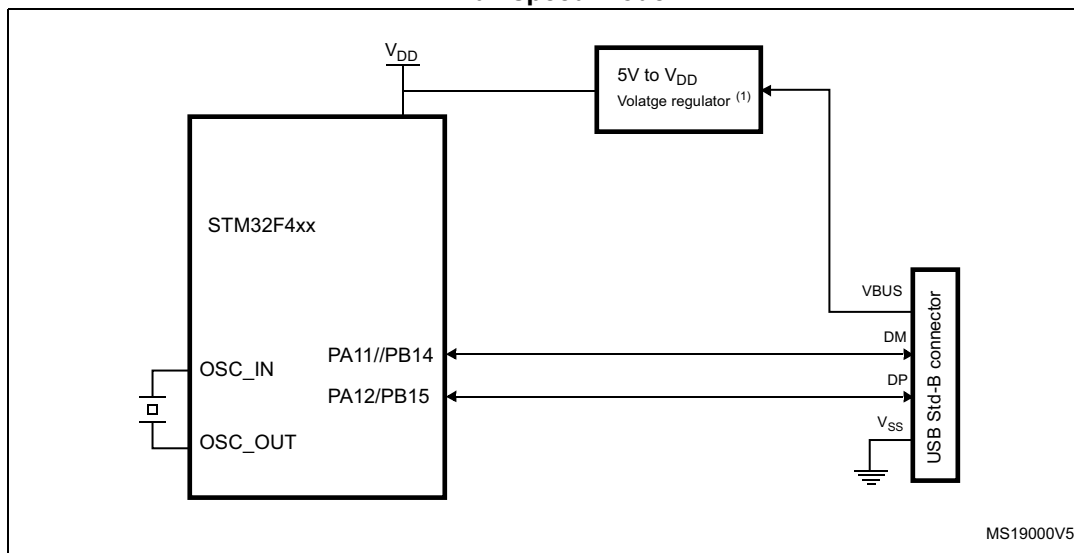 V_DD
5V to V_DD
Volatge regulator (1)
STM32F4xx
VBUS
PA11//PB14
DM
OSC_IN
PA12/PB15
DP
OSC_OUT
V_SS
USB Std-B connector
MS19000V5